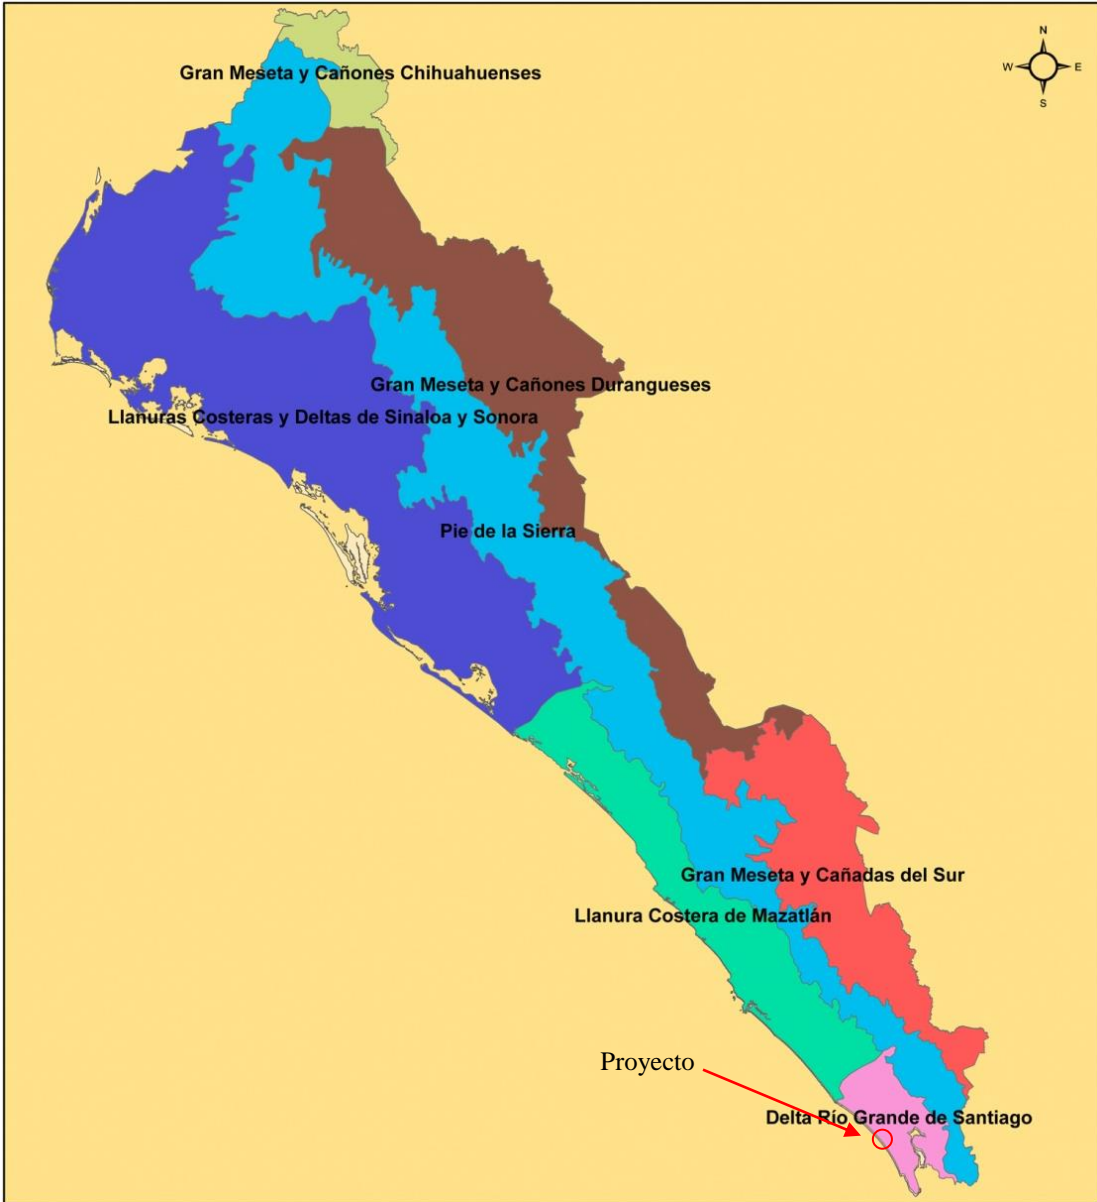 N
W E
S
Gran Meseta y Cañones Chihuahuenses
Gran Meseta y Cañones Durangueses
Llanuras Costeras y Deltas de Sinaloa y Sonora
Pie de la Sierra
Gran Meseta y Cañadas del Sur
Llanura Costera de Mazatlán
Proyecto
Delta Río Grande de Santiago